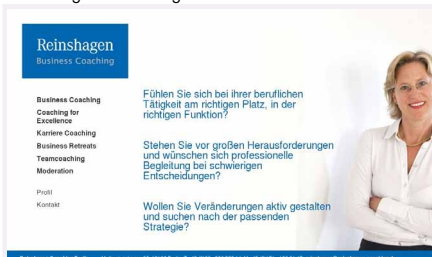 Reinshagen
Business Coaching
Business Coaching
Coaching for
Excellence
Karriere Coaching
Business Retreats
Teamcoaching
Moderation
Profil
Kontakt
Fühlen Sie sich bei ihrer beruflichen
Tätigkeit am richtigen Platz, in der
richtigen Funktion?
Stehen Sie vor großen Herausforderungen
und wünschen sich professionelle
Begleitung bei schwierigen
Entscheidungen?
Wollen Sie Veränderungen aktiv gestalten
und suchen nach der passenden
Strategie?